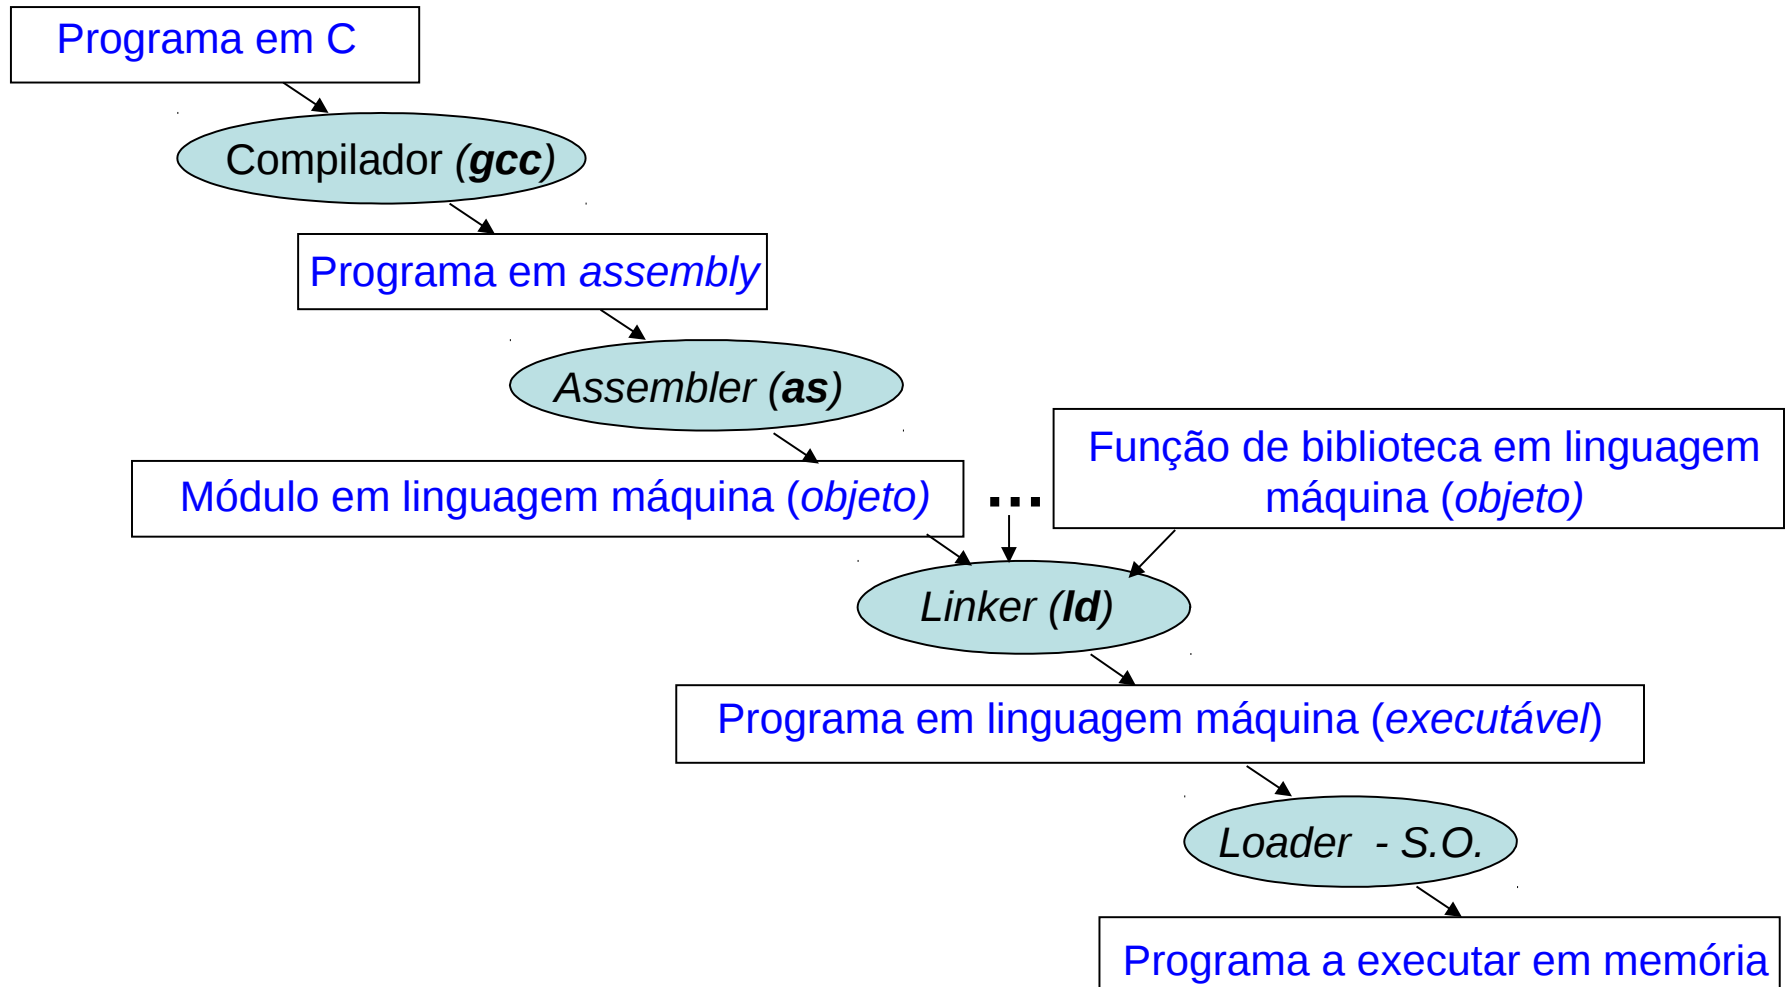 Programa em C
Compilador (gcc)
Programa em assembly
Assembler (as)
Módulo em linguagem máquina (objeto)
...
Função de biblioteca em linguagem
máquina (objeto)
Linker (ld)
Programa em linguagem máquina (executável)
Loader - S.O.
Programa a executar em memória